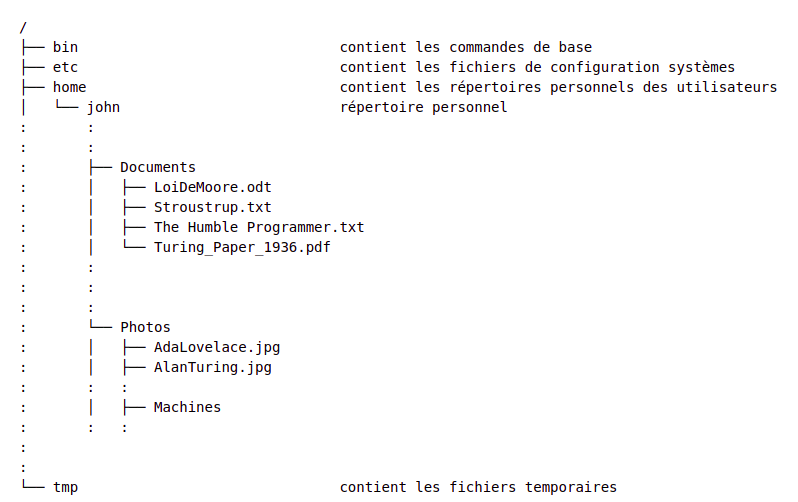 /
├── bin contient les commandes de base
├── etc contient les fichiers de configuration systèmes
├── home contient les répertoires personnels des utilisateurs
│   └── john répertoire personnel
:       :
:       :
:       ├── Documents
:       │   ├── LoiDeMoore.odt
:       │   ├── Stroustrup.txt
:       │   ├── The Humble Programmer.txt
:       │   └── Turing_Paper_1936.pdf
:       :
:       :
:       :
:       └── Photos
:       │   ├── AdaLovelace.jpg
:       │   ├── AlanTuring.jpg
:       :   :
:       │   ├── Machines
:       :   :
:
:
└── tmp contient les fichiers temporaires